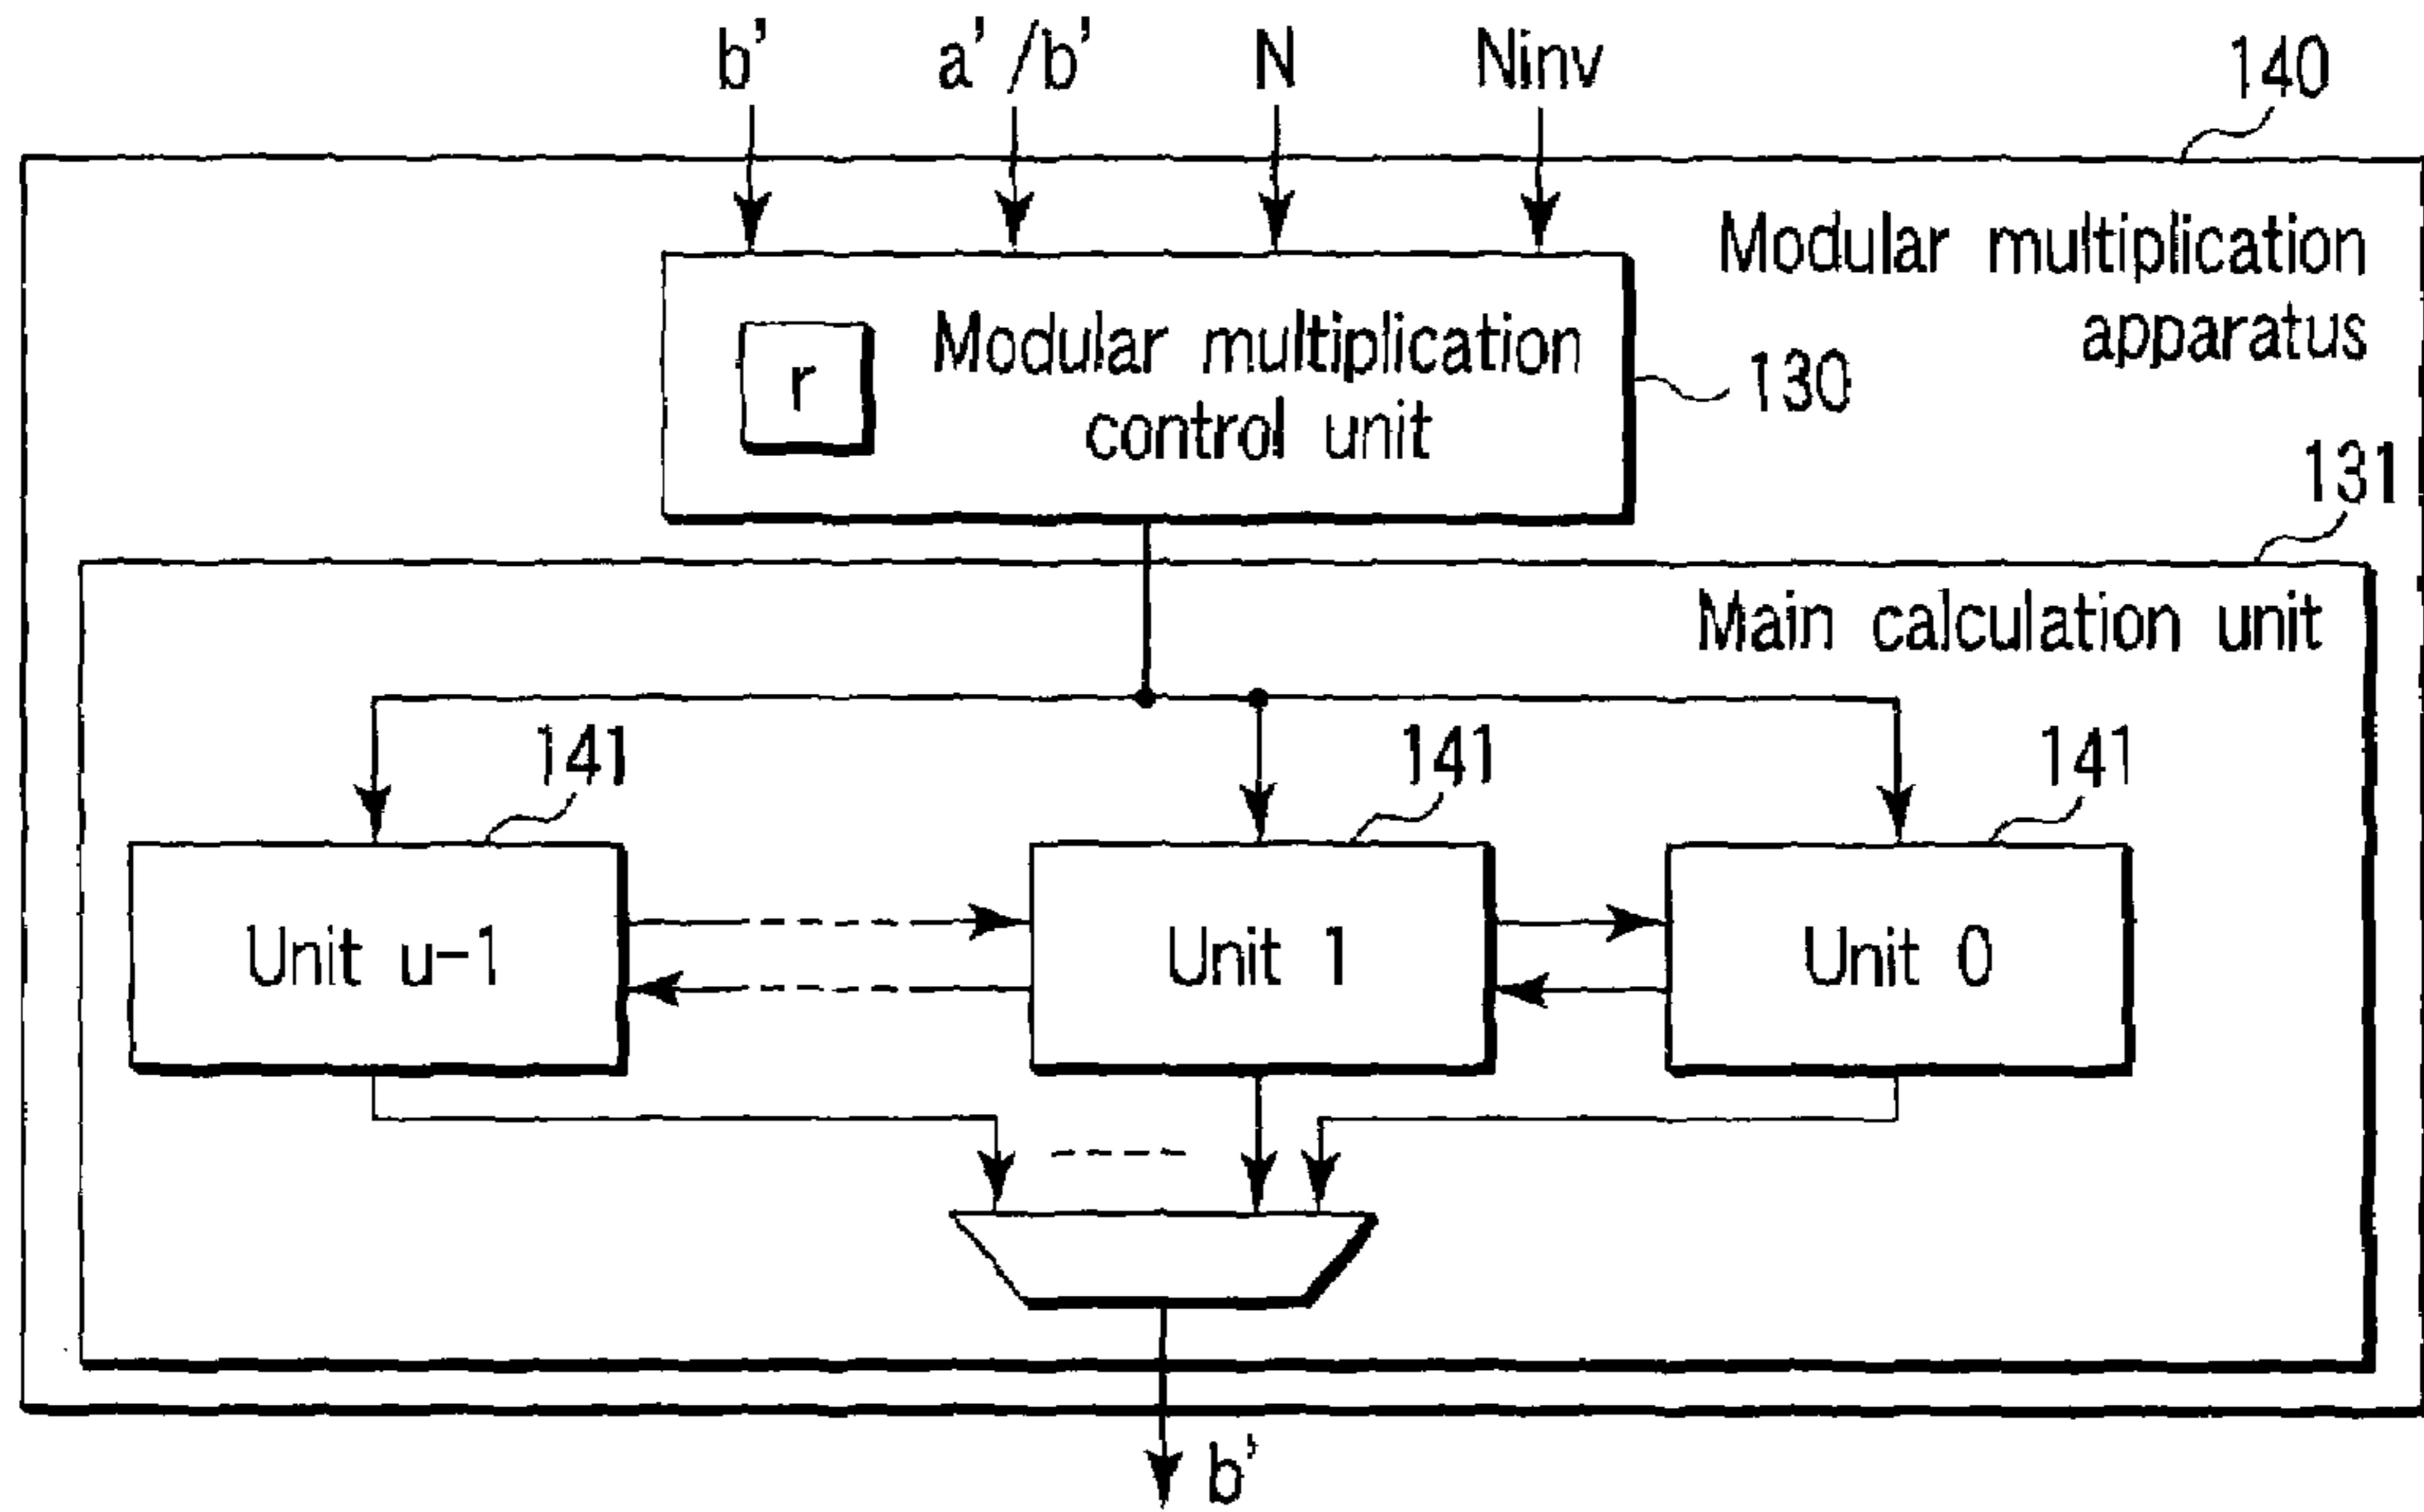 b' a'/b' N Ninv
140
Modular multiplication
apparatus
r Modular multiplication
control unit
130
131
Main calculation unit
141 141 141
Unit u-1 Unit 1 Unit 0
b'